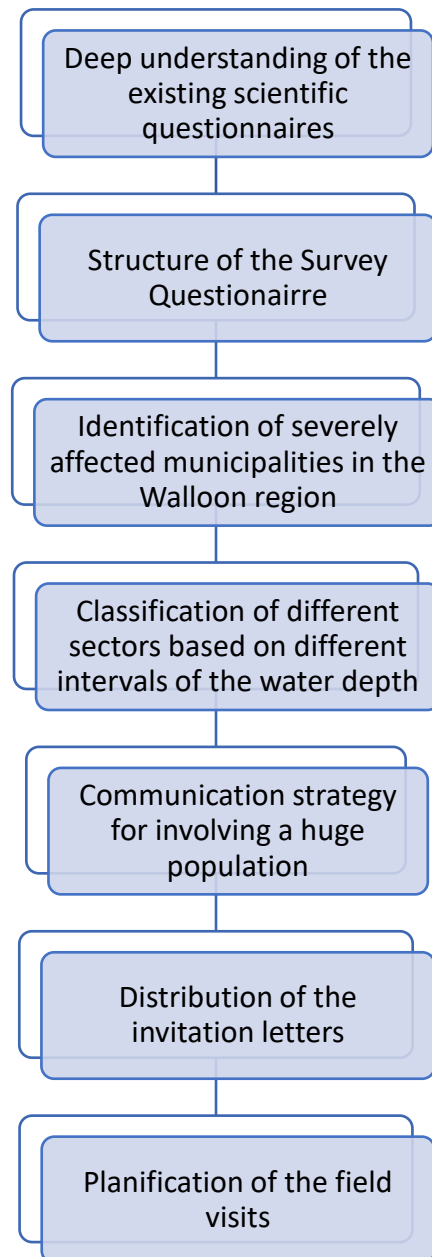 Deep understanding of the
existing scientific
questionnaires
Structure of the Survey
Questionairre
Identification of severely
affected municipalities in the
Walloon region
Classification of different
sectors based on different
intervals of the water depth
Communication strategy
for involving a huge
population
Distribution of the
invitation letters
Planification of the field
visits